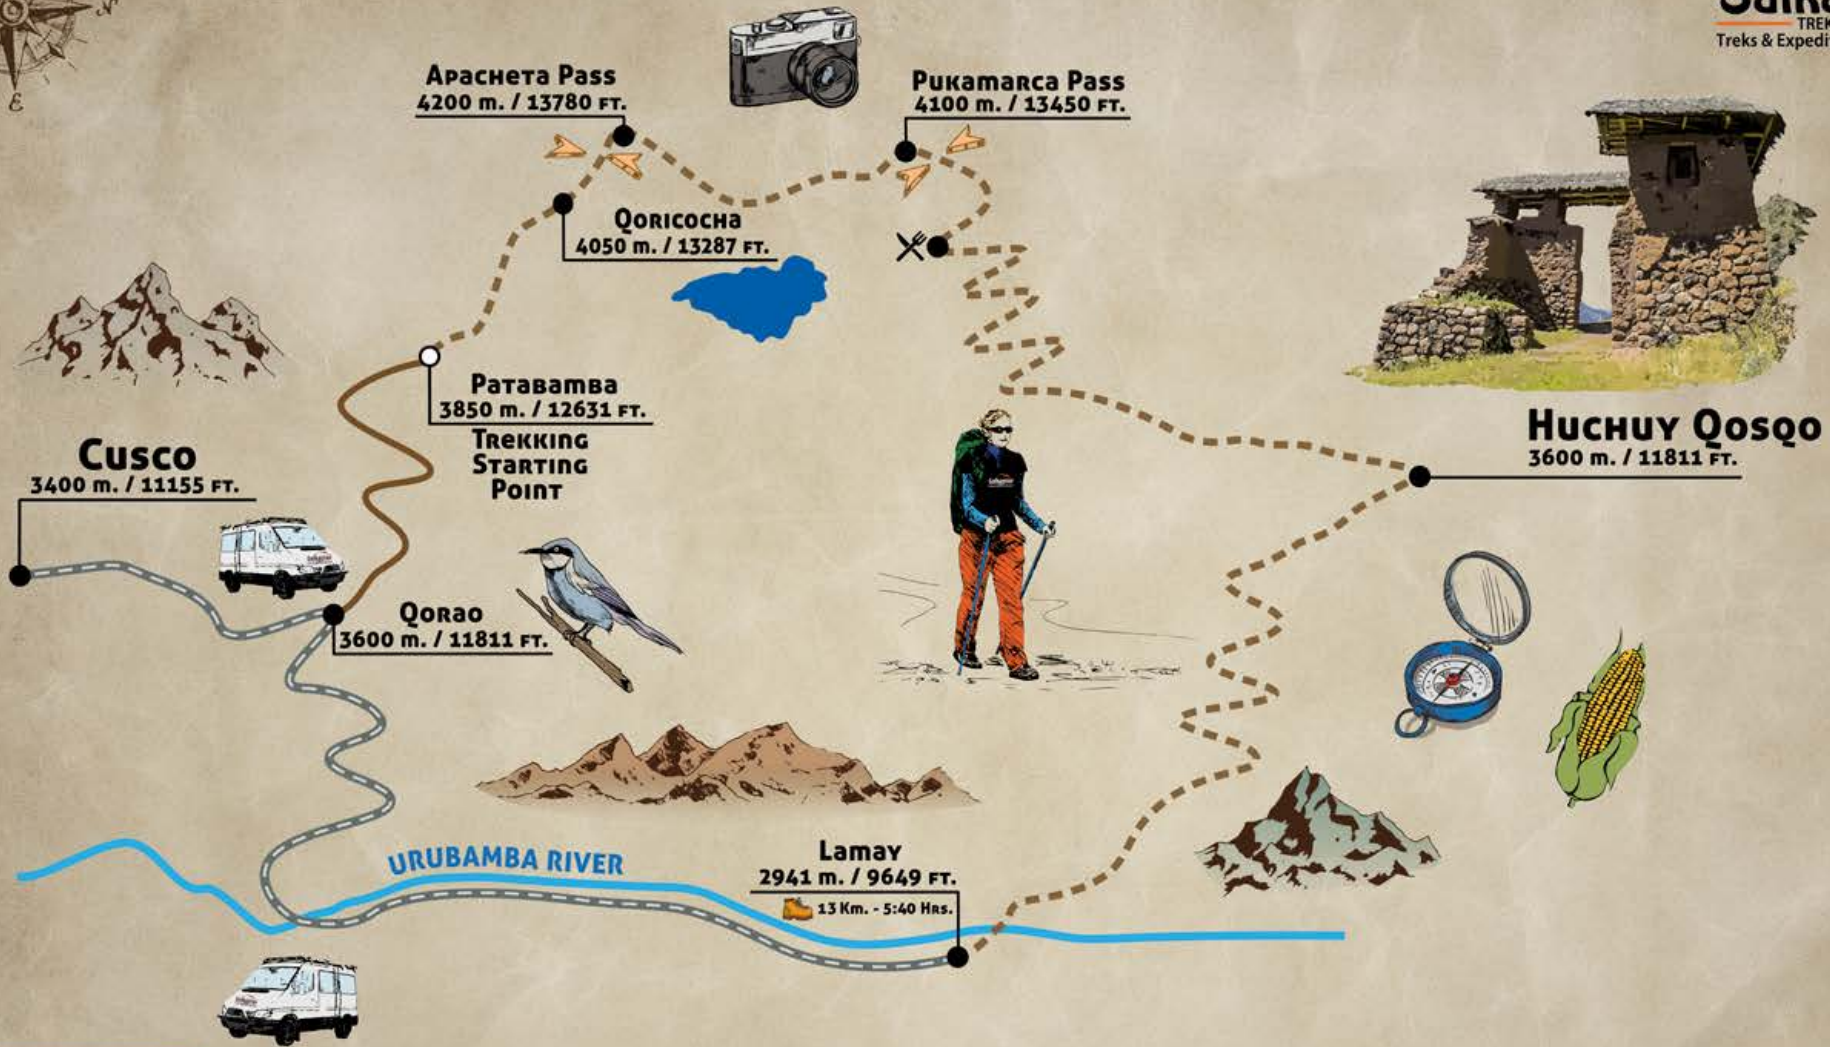 TREK
Treks & Expedi
Apacheta Pass
4200 m. / 13780 ft.
Pukamarca Pass
4100 m. / 13450 ft.
Qoricocha
4050 m. / 13287 ft.
Patabamba
3850 m. / 12631 ft.
Trekking
Starting
Point
Huchuy Qosqo
3600 m. / 11811 ft.
Cusco
3400 m. / 11155 ft.
Qorao
3600 m. / 11811 ft.
URUBAMBA RIVER
Lamay
2941 m. / 9649 ft.
13 Km. - 5:40 Hrs.
E